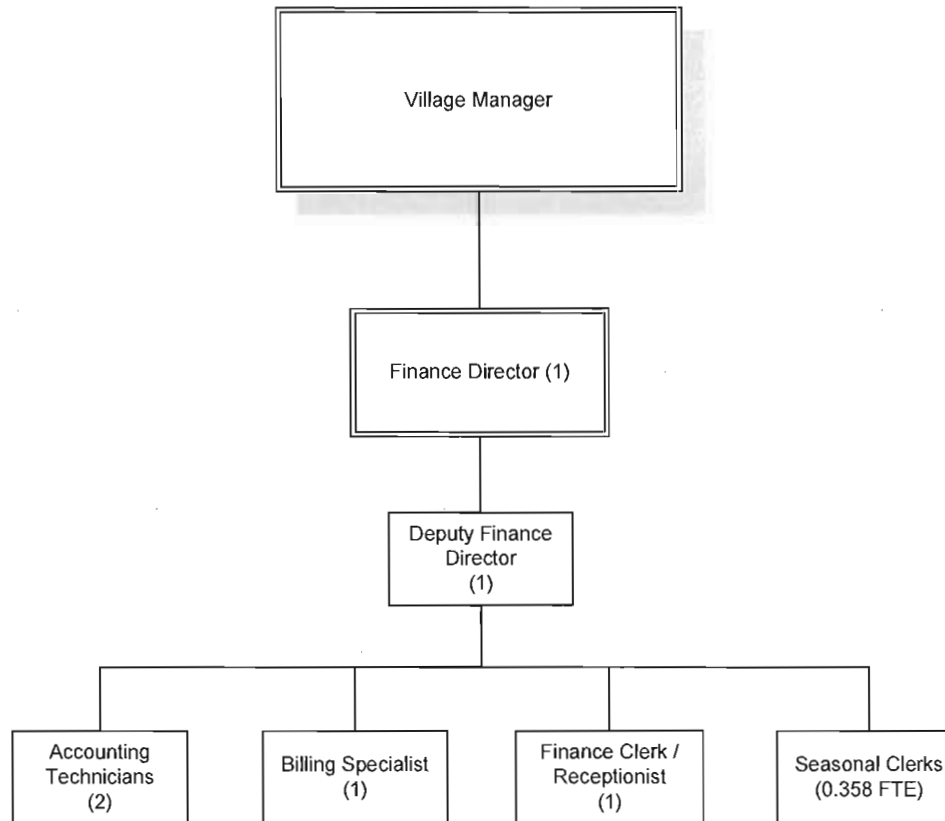 Village Manager
Finance Director (1)
Deputy Finance
Director
(1)
Accounting
Technicians
(2)
Billing Specialist
(1)
Finance Clerk /
Receptionist
(1)
Seasonal Clerks
(0.358 FTE)